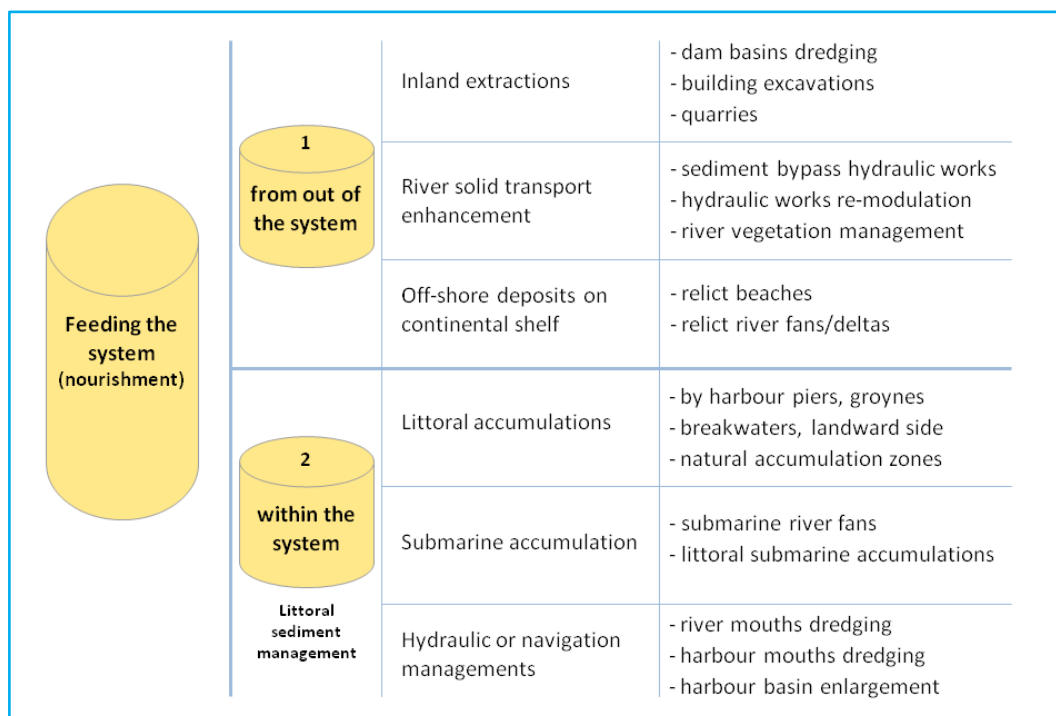 Feeding the
system
(nourishment)
1
from out of
the system
Inland extractions
- dam basins dredging
- building excavations
- quarries
River solid transport
enhancement
- sediment bypass hydraulic works
- hydraulic works re-modulation
- river vegetation management
Off-shore deposits on
continental shelf
- relict beaches
- relict river fans/deltas
2
within the
system
Littoral
sediment
management
Littoral accumulations
- by harbour piers, groynes
- breakwaters, landward side
- natural accumulation zones
Submarine accumulation
- submarine river fans
- littoral submarine accumulations
Hydraulic or navigation
managements
- river mouths dredging
- harbour mouths dredging
- harbour basin enlargement